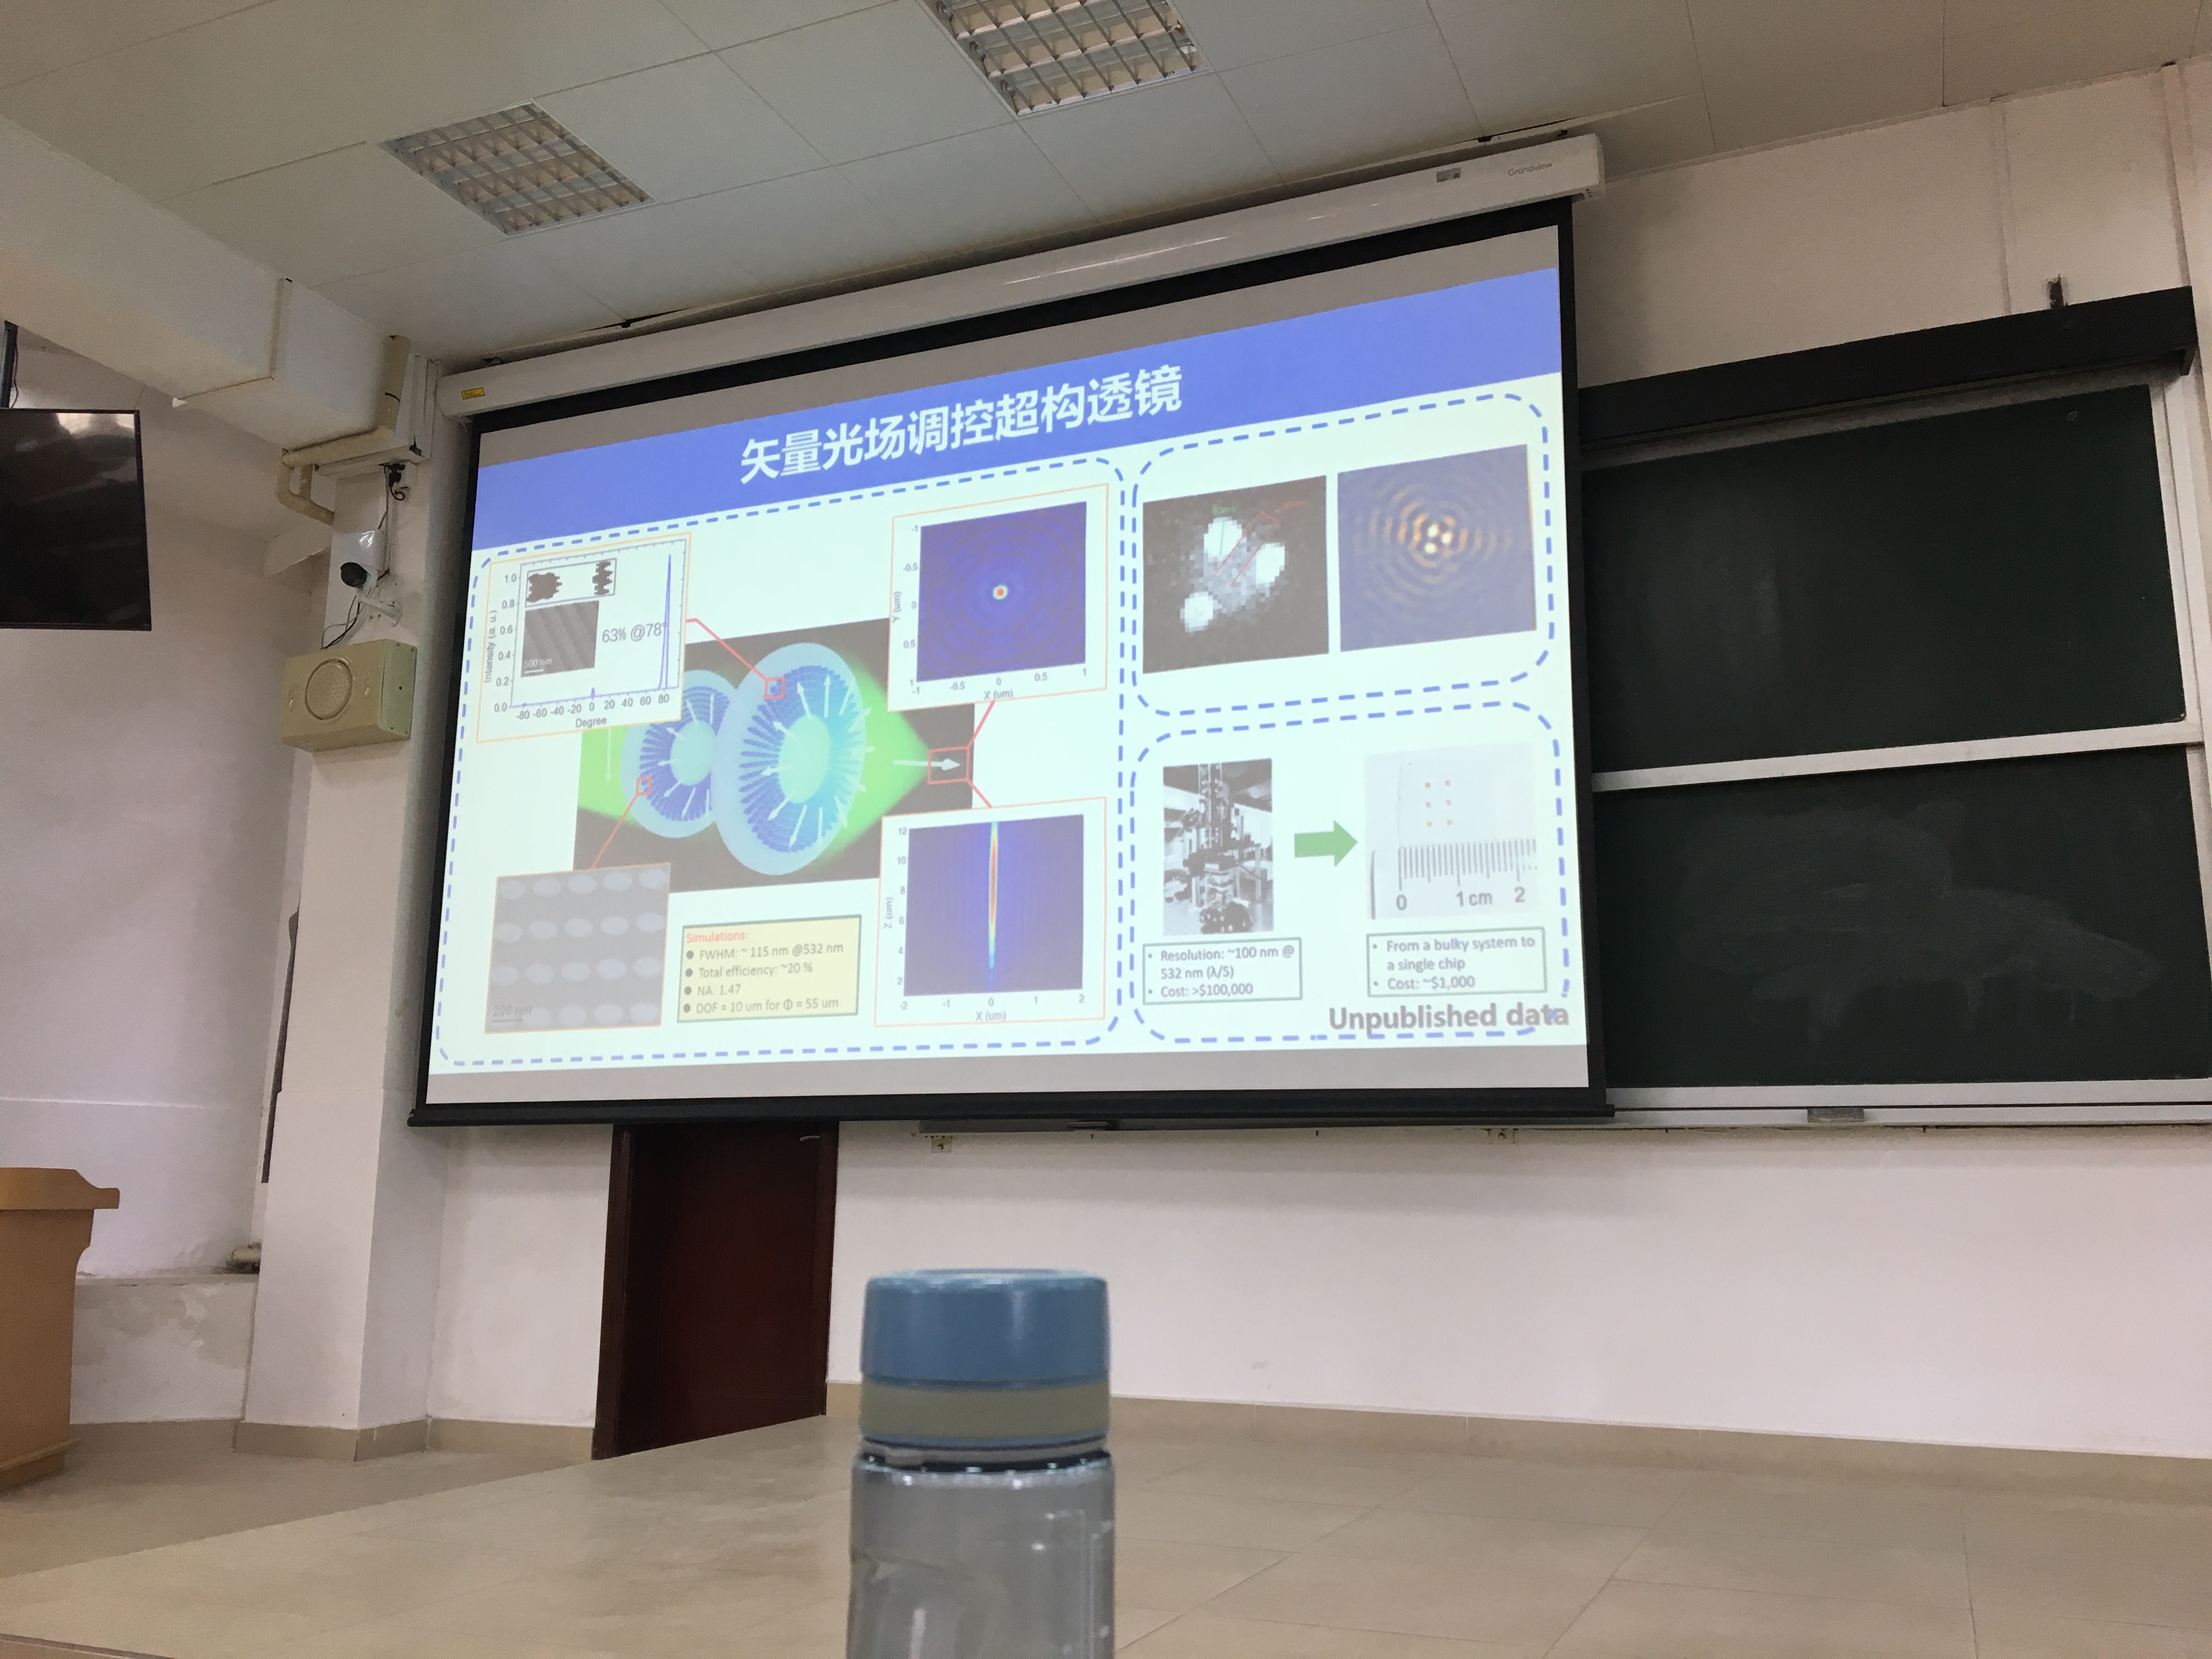 Grandview
矢量光场调控超构透镜
Intensity (a. u.)
1.0
0.8
0.6
0.4
0.2
0.0
-80 -60 -40 -20 0 20 40 60 80
Degree
500 nm
63% @78°
Y (um)
-1
-0.5
0
0.5
1
-1 -0.5 0 0.5 1
X (um)
200 nm
Simulations:
● FWHM: ~ 115 nm @532 nm
● Total efficiency: ~20 %
● NA: 1.47
● DOF = 10 um for Φ = 55 um
Z (um)
12
10
8
6
4
2
-2 -1 0 1 2
X (um)
0 1 cm 2
• Resolution: ~100 nm @
532 nm (λ/5)
• Cost: >$100,000
• From a bulky system to
a single chip
• Cost: ~$1,000
Unpublished data